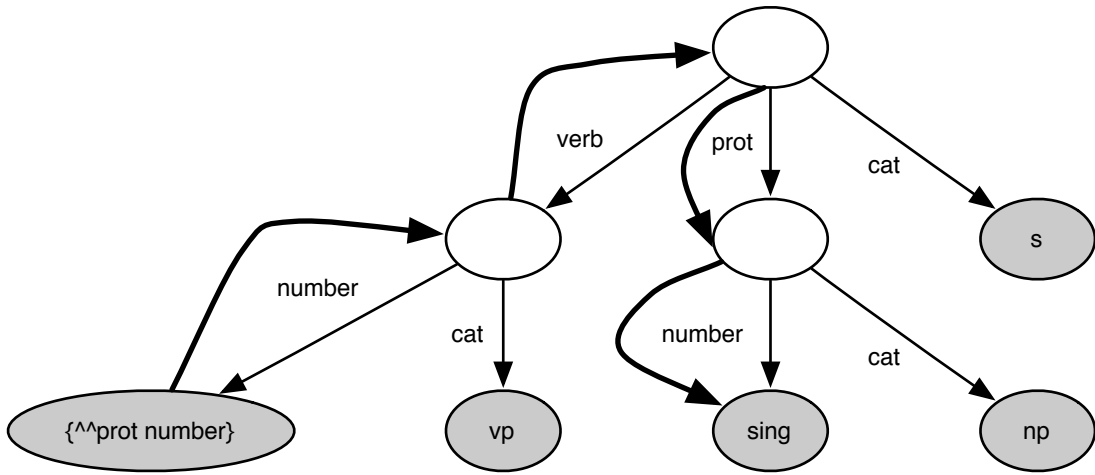 verb
prot
cat
s
number
cat
number
cat
{^^prot number}
vp
sing
np